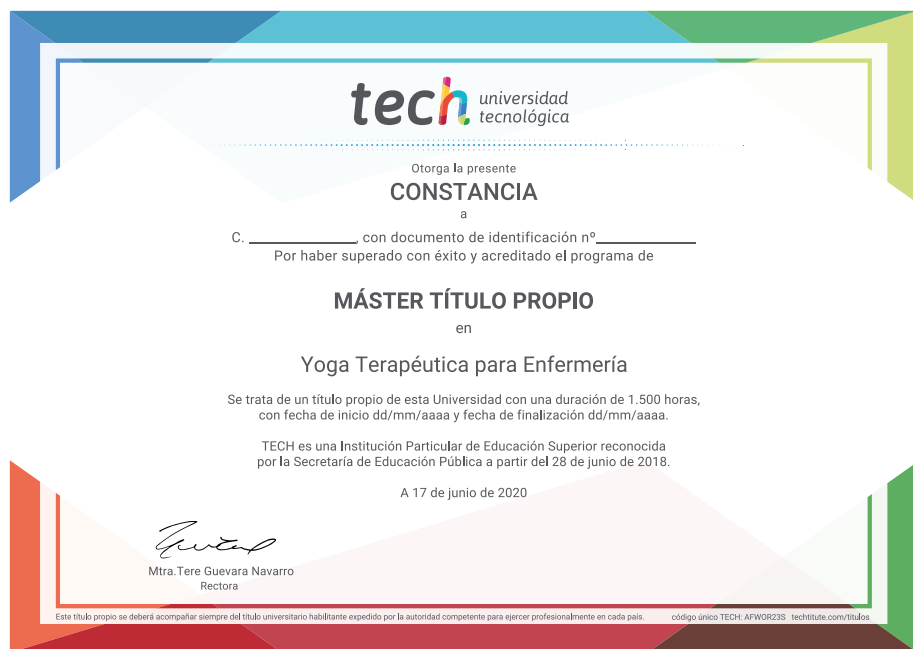 tech universidad
tecnológica
Otorga la presente
CONSTANCIA
a
C. ____________, con documento de identificación nº____________
Por haber superado con éxito y acreditado el programa de
MÁSTER TÍTULO PROPIO
en
Yoga Terapéutica para Enfermería
Se trata de un título propio de esta Universidad con una duración de 1.500 horas,
con fecha de inicio dd/mm/aaaa y fecha de finalización dd/mm/aaaa.
TECH es una Institución Particular de Educación Superior reconocida
por la Secretaría de Educación Pública a partir del 28 de junio de 2018.
A 17 de junio de 2020
Mtra.Tere Guevara Navarro
Rectora
Este título propio se deberá acompañar siempre del título universitario habilitante expedido por la autoridad competente para ejercer profesionalmente en cada país. código único TECH: AFWOR23S techtitute.com/titulos